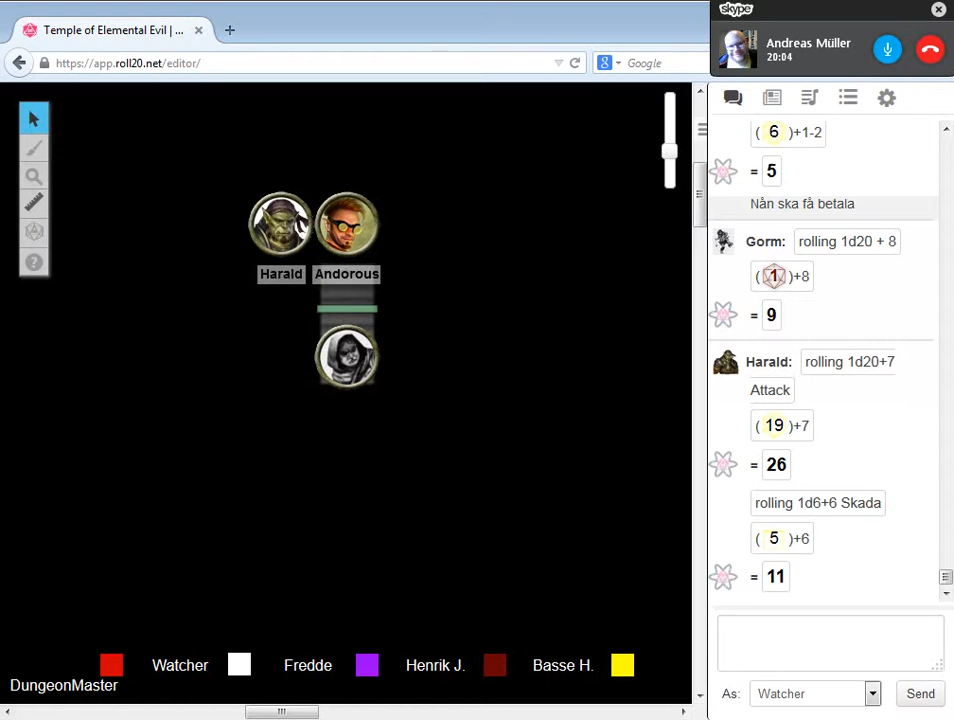 skype
Andreas Müller
20:04
Temple of Elemental Evil | ...
https://app.roll20.net/editor/
Google
(6)+1-2
= 5
Nån ska få betala
Gorm: rolling 1d20 + 8
(1)+8
= 9
Harald: rolling 1d20+7
Attack
(19)+7
= 26
rolling 1d6+6 Skada
(5)+6
= 11
Harald Andorous
Watcher Fredde Henrik J. Basse H.
DungeonMaster
As: Watcher Send